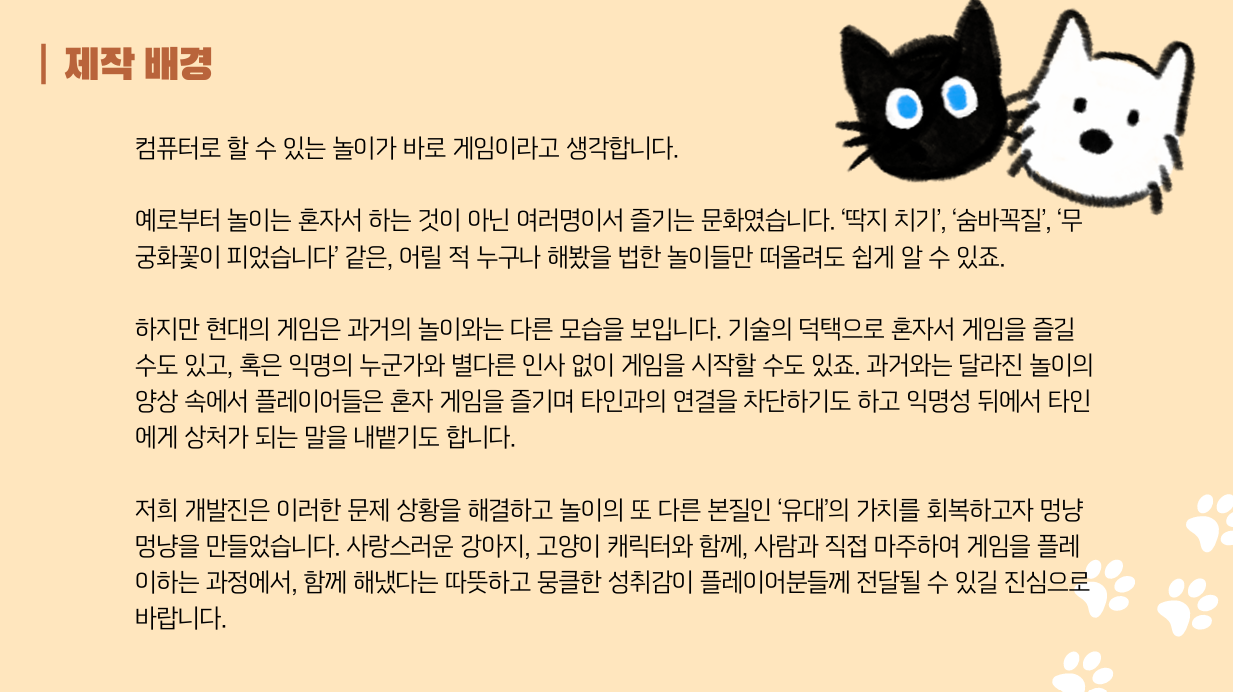 제작 배경
컴퓨터로 할 수 있는 놀이가 바로 게임이라고 생각합니다.
예로부터 놀이는 혼자서 하는 것이 아닌 여러명이서 즐기는 문화였습니다. ‘딱지 치기’, ‘숨바꼭질’, ‘무
궁화꽃이 피었습니다’ 같은, 어릴 적 누구나 해봤을 법한 놀이들만 떠올려도 쉽게 알 수 있죠.
하지만 현대의 게임은 과거의 놀이와는 다른 모습을 보입니다. 기술의 덕택으로 혼자서 게임을 즐길
수도 있고, 혹은 익명의 누군가와 별다른 인사 없이 게임을 시작할 수도 있죠. 과거와는 달라진 놀이의
양상 속에서 플레이어들은 혼자 게임을 즐기며 타인과의 연결을 차단하기도 하고 익명성 뒤에서 타인
에게 상처가 되는 말을 내뱉기도 합니다.
저희 개발진은 이러한 문제 상황을 해결하고 놀이의 또 다른 본질인 ‘유대’의 가치를 회복하고자 멍냥
멍냥을 만들었습니다. 사랑스러운 강아지, 고양이 캐릭터와 함께, 사람과 직접 마주하여 게임을 플레
이하는 과정에서, 함께 해냈다는 따뜻하고 뭉클한 성취감이 플레이어분들께 전달될 수 있길 진심으로
바랍니다.